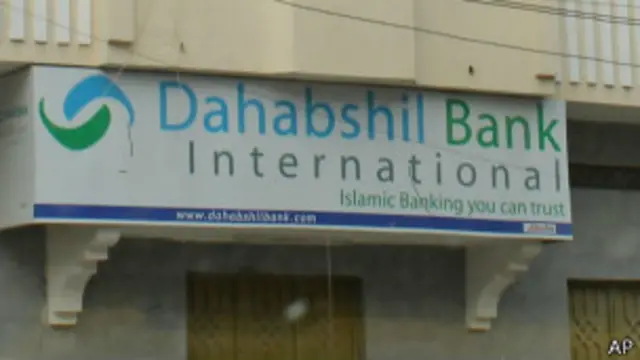 Dahabshil Bank
International
Islamic Banking you can trust
www.dahabshilbank.com
AP